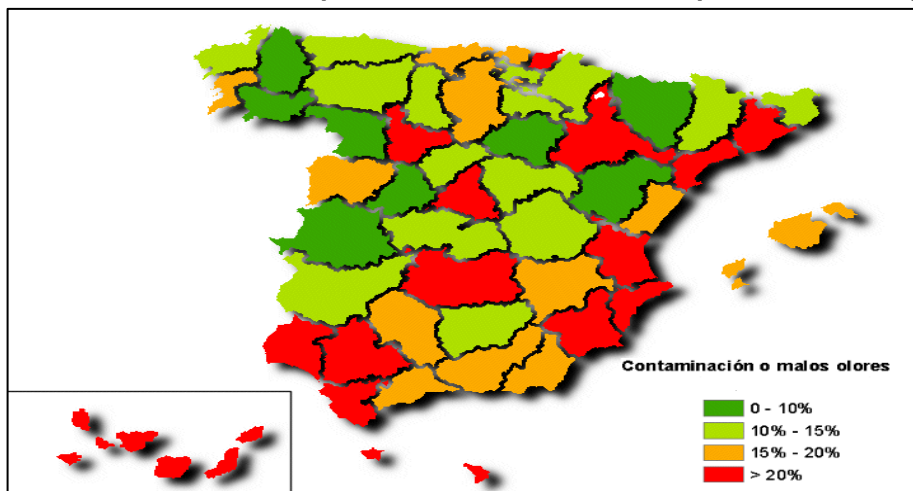 Contaminación o malos olores
0 - 10%
10% - 15%
15% - 20%
> 20%